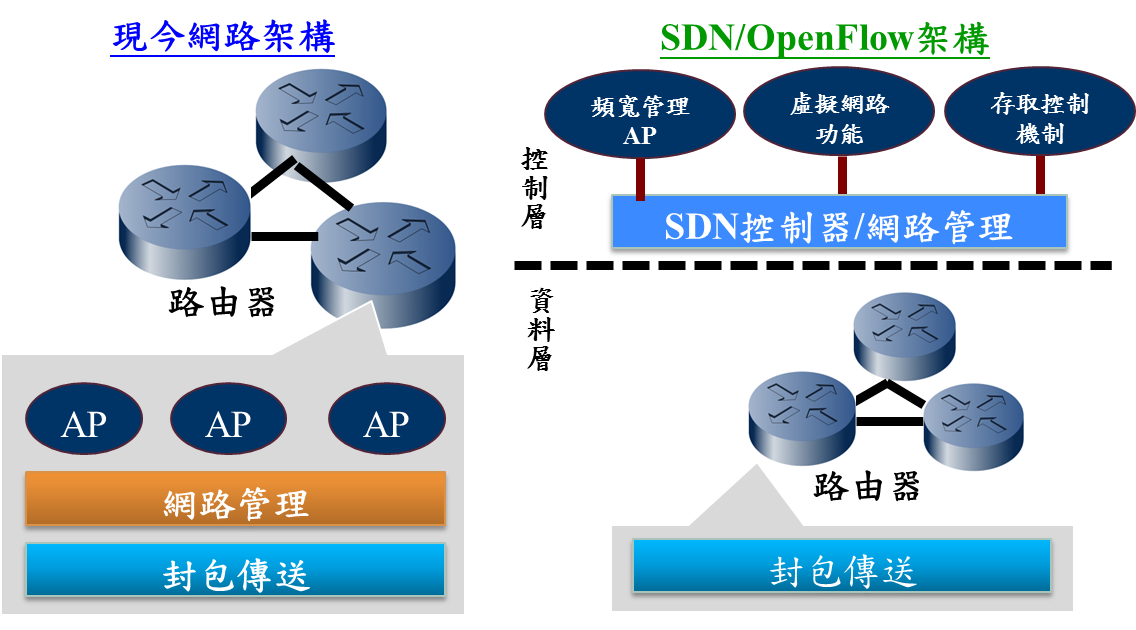 現今網路架構
路由器
AP
AP
AP
網路管理
封包傳送
SDN/OpenFlow架構
頻寬管理
AP
虛擬網路
功能
存取控制
機制
控制層
SDN控制器/網路管理
資料層
路由器
封包傳送